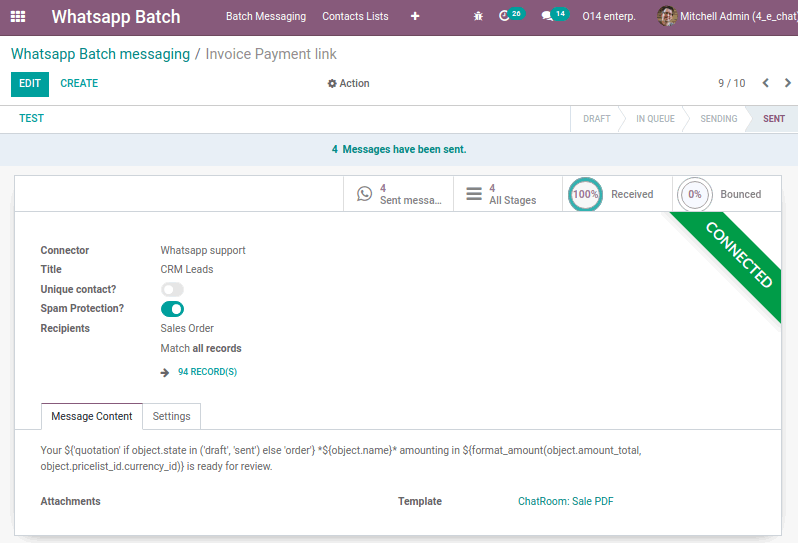 Whatsapp Batch
Batch Messaging
Contacts Lists
26
14
O14 enterp.
Mitchell Admin (4_e_chat
Whatsapp Batch messaging / Invoice Payment link
EDIT
CREATE
Action
9 / 10
TEST
DRAFT
IN QUEUE
SENDING
SENT
4 Messages have been sent.
4
Sent messa...
4
All Stages
100%
Received
0%
Bounced
CONNECTED
Connector Whatsapp support
Title CRM Leads
Unique contact?
Spam Protection?
Recipients Sales Order
Match all records
94 RECORD(S)
Message Content
Settings
Your ${'quotation' if object.state in ('draft', 'sent') else 'order'} *${object.name}* amounting in ${format_amount(object.amount_total,
object.pricelist_id.currency_id)} is ready for review.
Attachments
Template ChatRoom: Sale PDF